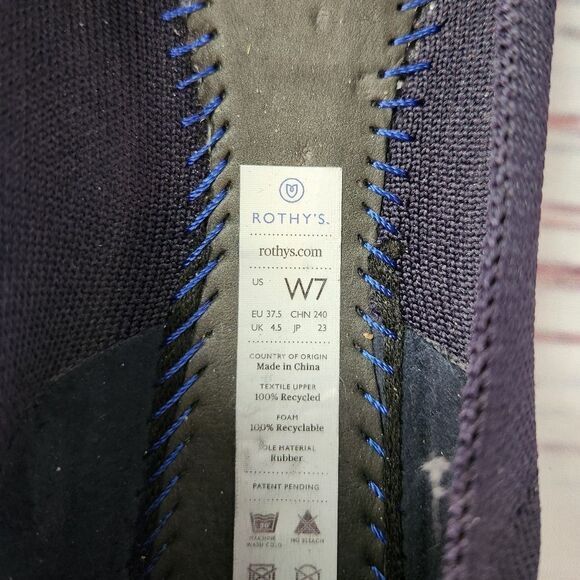 ROTHY'S™
rothys.com
US W7
EU 37.5 CHN 240
UK 4.5 JP 23
COUNTRY OF ORIGIN
Made in China
TEXTILE UPPER
100% Recycled
FOAM
100% Recyclable
SOLE MATERIAL
Rubber
PATENT PENDING
30°
MACHINE WASH COLD
NO BLEACH